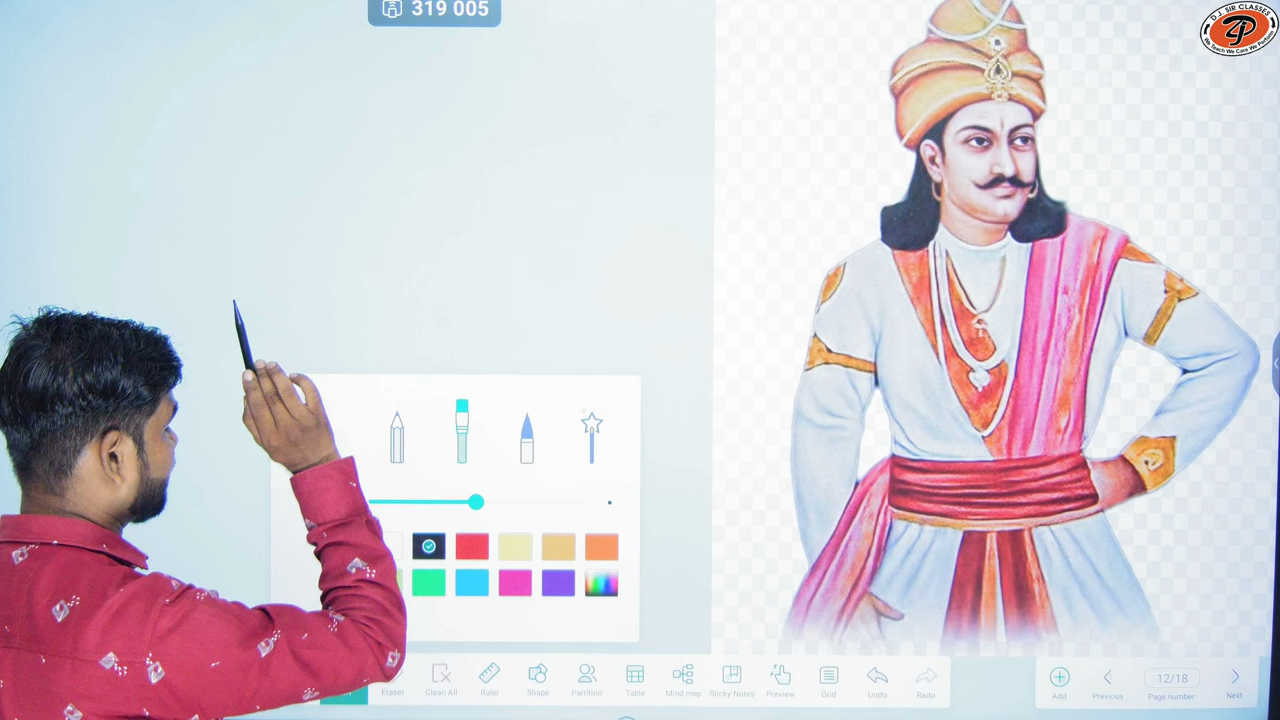 319 005
D.J. SIR CLASSES
We Teach We Care We Perform
Eraser
Clean All
Ruler
Shape
Partition
Table
Mind map
Sticky Notes
Preview
Grid
Undo
Redo
Add
Previous
12/18
Page number
Next